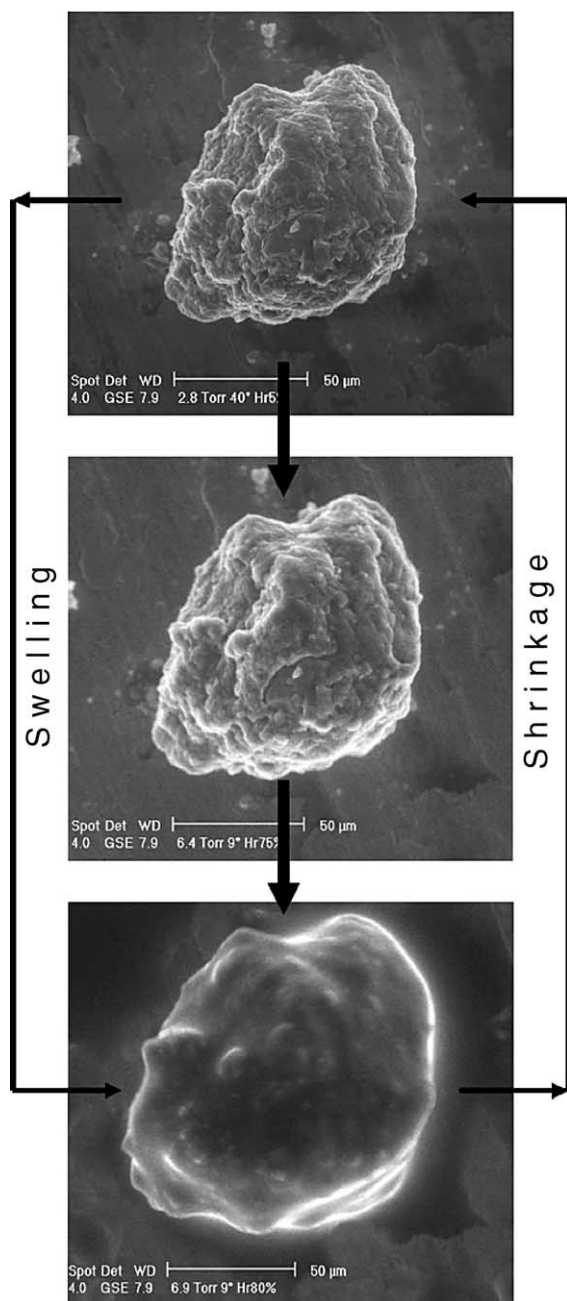 Spot Det WD 50 µm
4.0 GSE 7.9 2.8 Torr 40° Hr5%
Swelling
Shrinkage
Spot Det WD 50 µm
4.0 GSE 7.9 6.4 Torr 9° Hr75%
Spot Det WD 50 µm
4.0 GSE 7.9 6.9 Torr 9° Hr80%